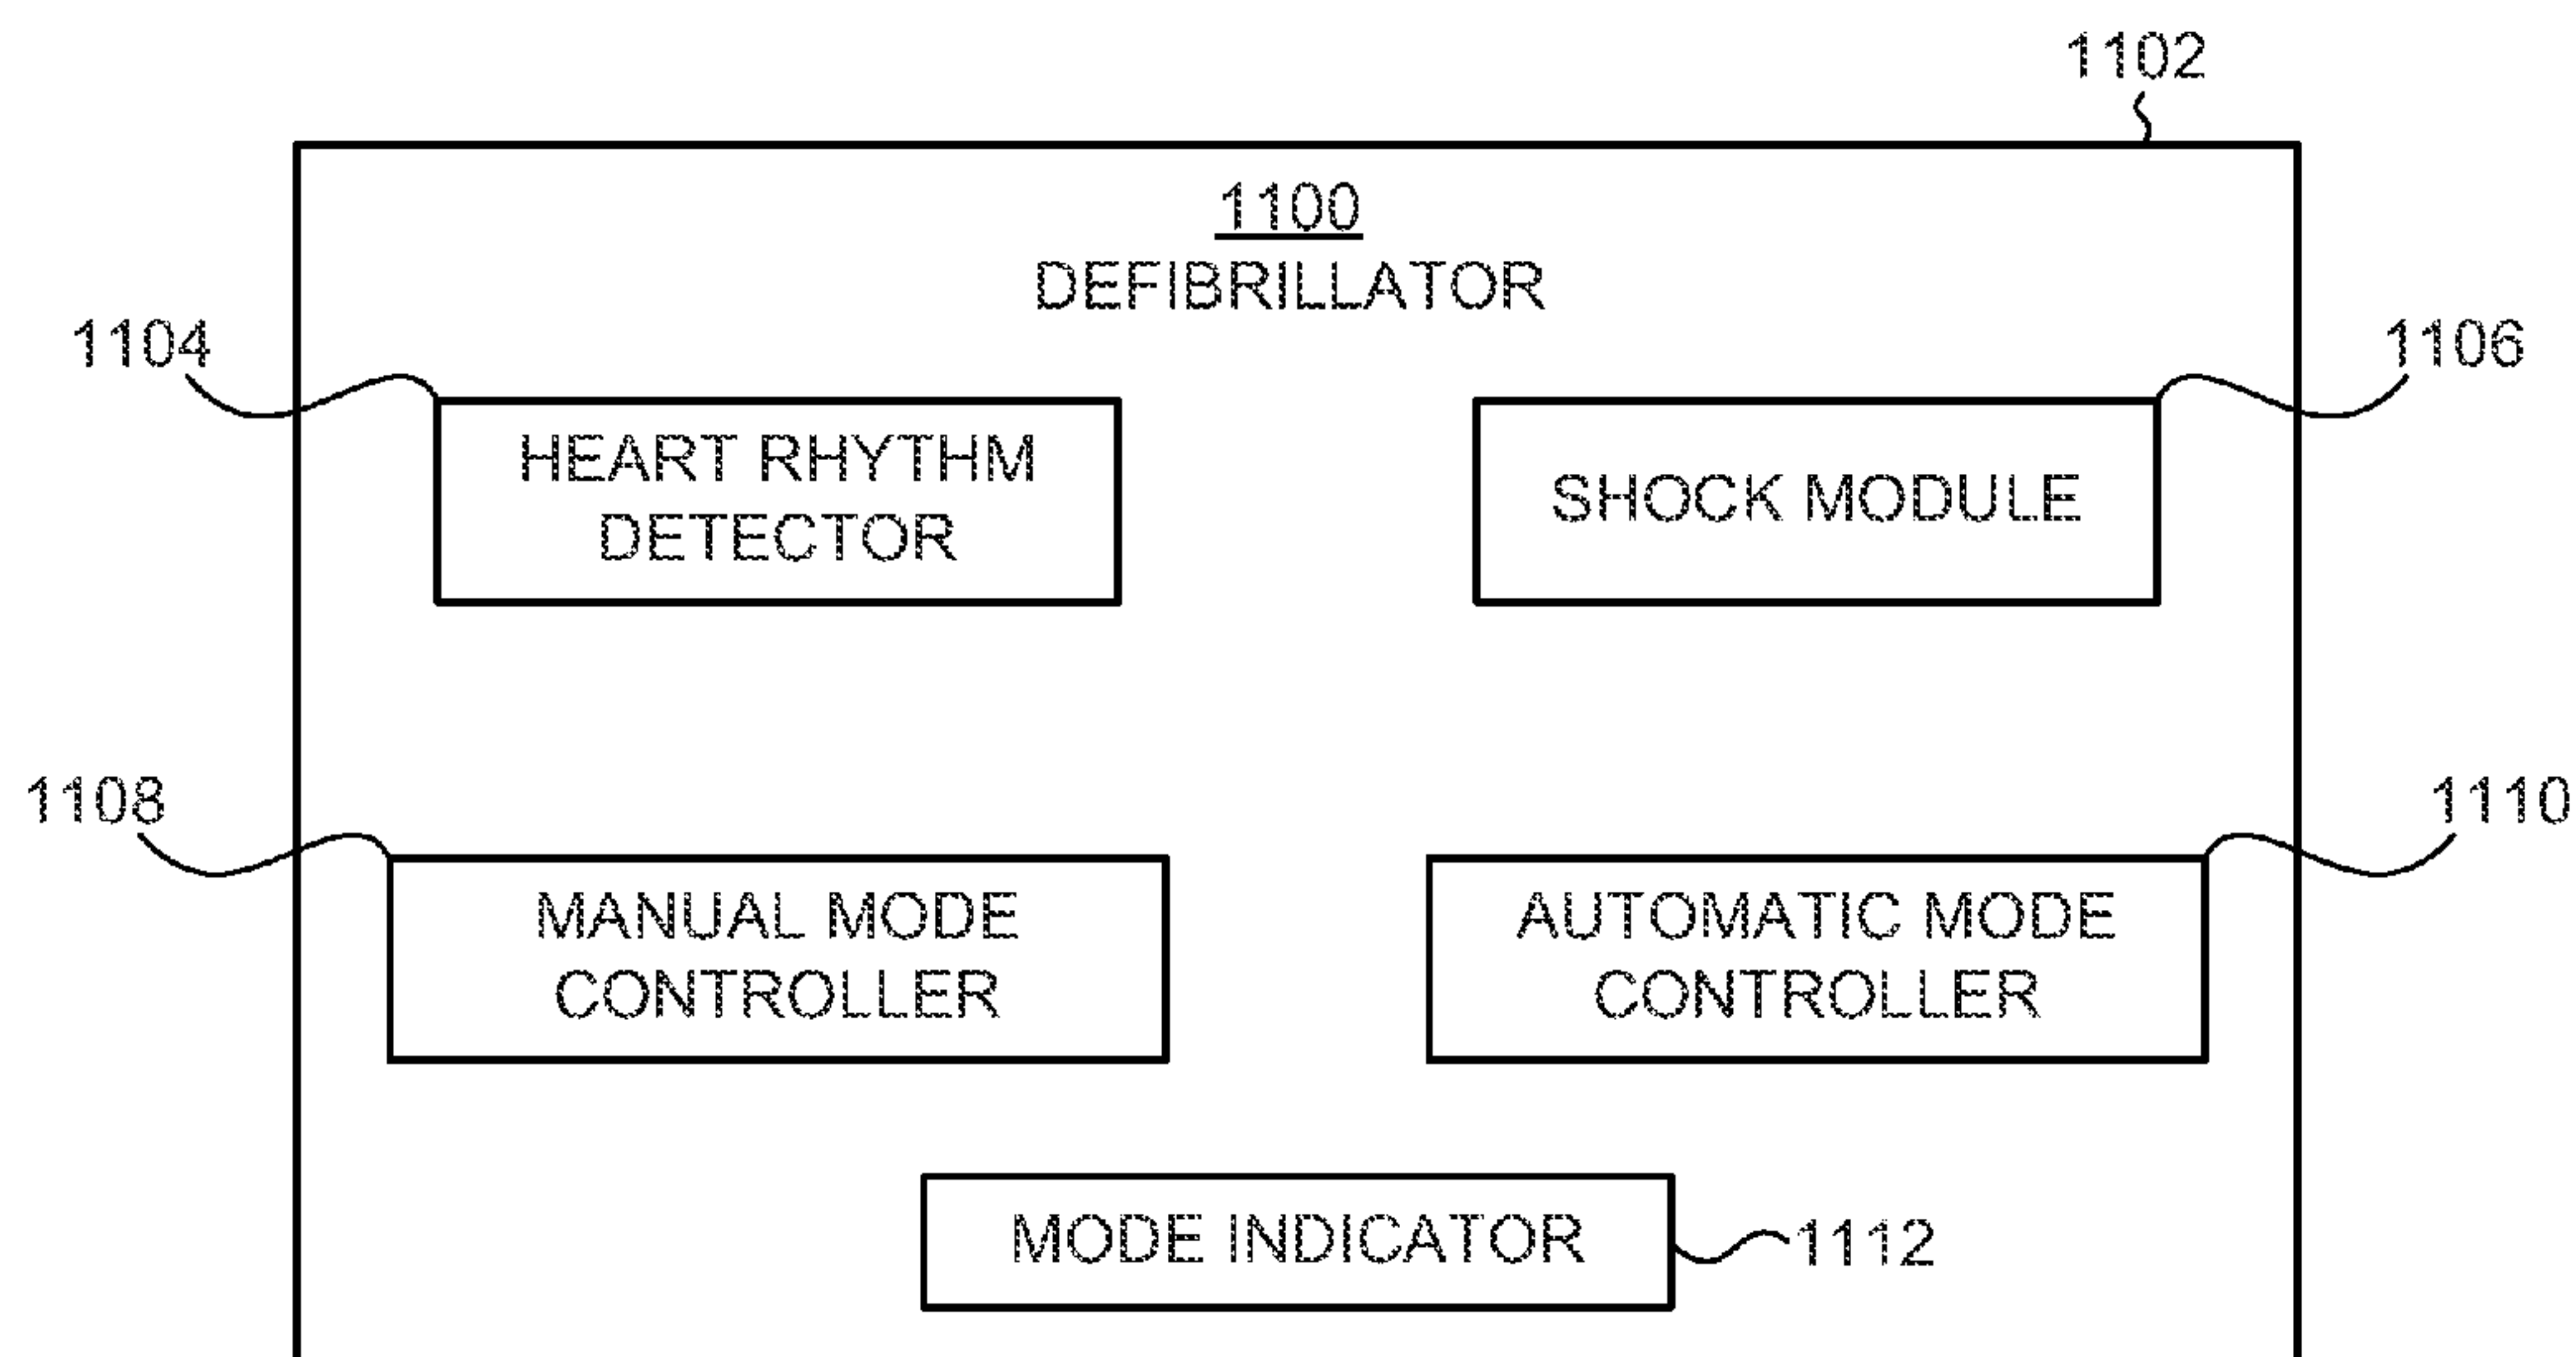 1102
1100
DEFIBRILLATOR
1104
1106
HEART RHYTHM
DETECTOR
SHOCK MODULE
1108
1110
MANUAL MODE
CONTROLLER
AUTOMATIC MODE
CONTROLLER
MODE INDICATOR
1112